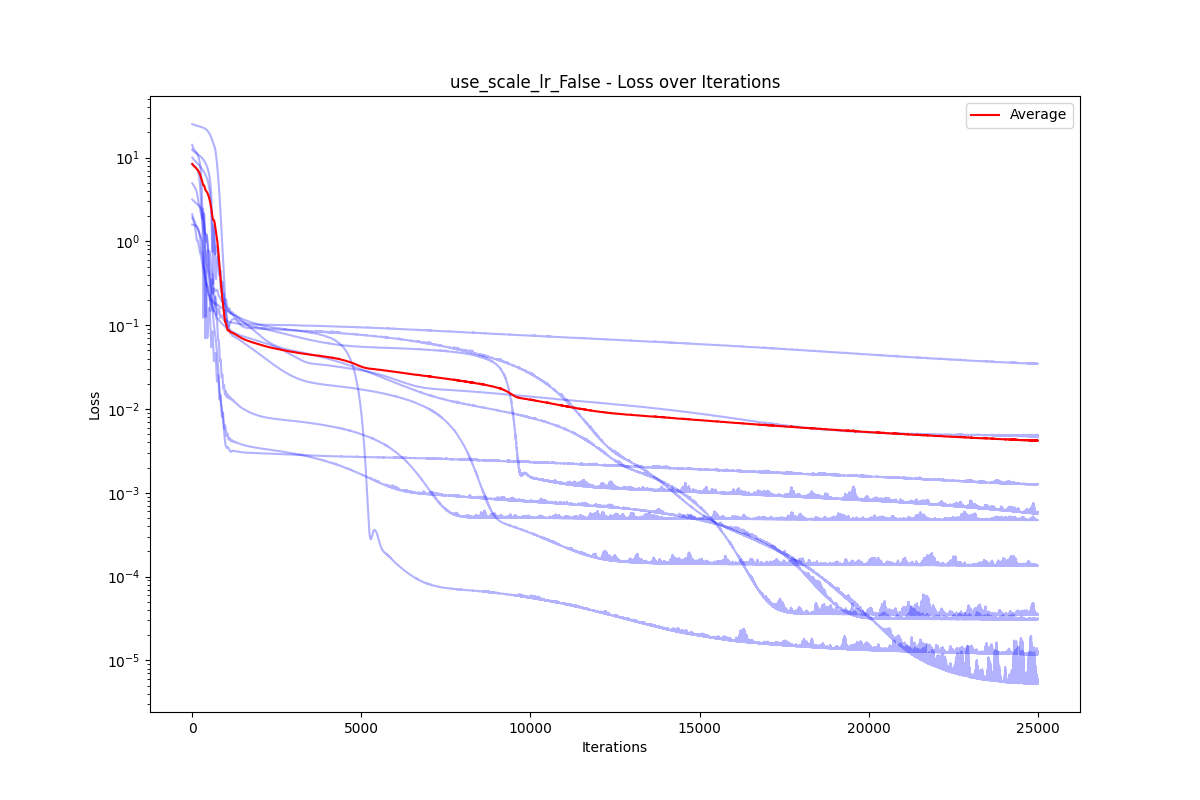 use_scale_lr_False - Loss over Iterations
Average
Loss
10¹
10⁰
10⁻¹
10⁻²
10⁻³
10⁻⁴
10⁻⁵
0 5000 10000 15000 20000 25000
Iterations